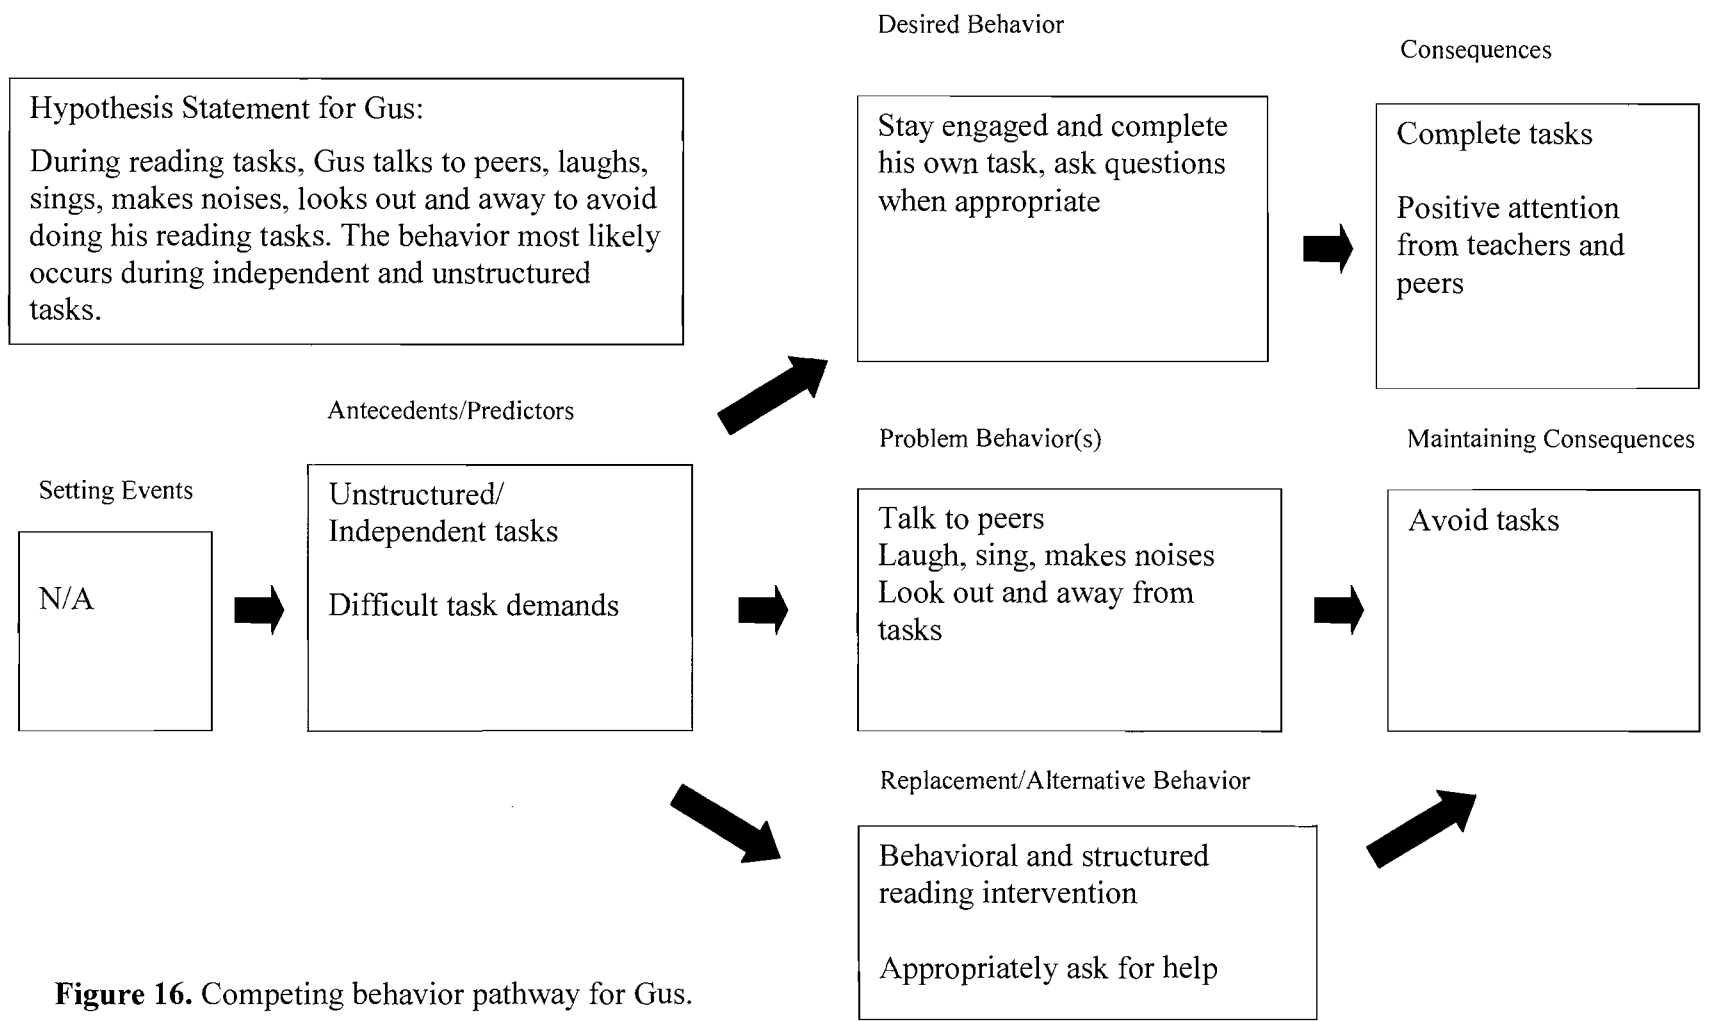 Desired Behavior
Consequences
Hypothesis Statement for Gus:
During reading tasks, Gus talks to peers, laughs,
sings, makes noises, looks out and away to avoid
doing his reading tasks. The behavior most likely
occurs during independent and unstructured
tasks.
Stay engaged and complete
his own task, ask questions
when appropriate
Complete tasks
Positive attention
from teachers and
peers
Setting Events
N/A
Antecedents/Predictors
Unstructured/
Independent tasks
Difficult task demands
Problem Behavior(s)
Talk to peers
Laugh, sing, makes noises
Look out and away from
tasks
Maintaining Consequences
Avoid tasks
Replacement/Alternative Behavior
Behavioral and structured
reading intervention
Appropriately ask for help
Figure 16. Competing behavior pathway for Gus.